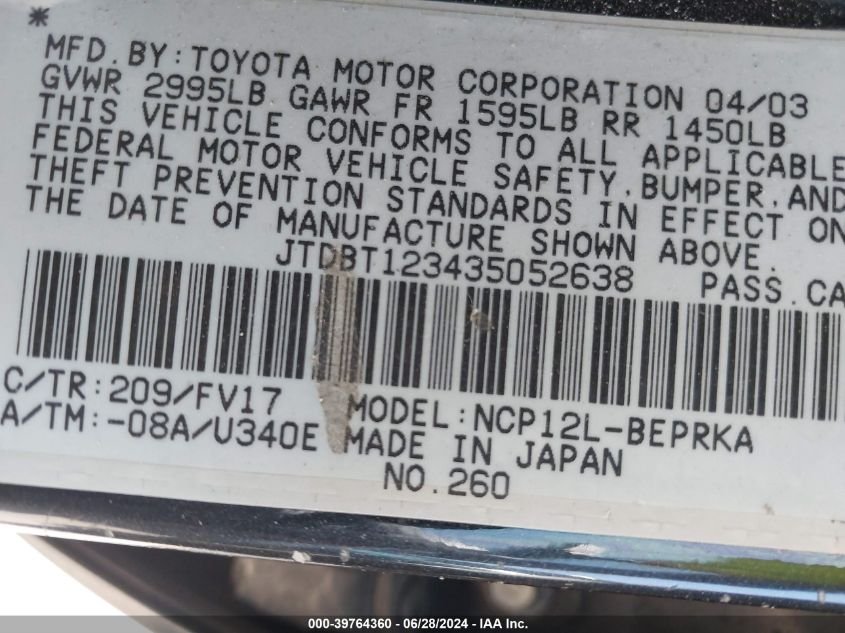 *
MFD. BY: TOYOTA MOTOR CORPORATION 04/03
GVWR 2995LB GAWR FR 1595LB RR 1450LB
THIS VEHICLE CONFORMS TO ALL APPLICABLE
FEDERAL MOTOR VEHICLE SAFETY, BUMPER, AND
THEFT PREVENTION STANDARDS IN EFFECT ON
THE DATE OF MANUFACTURE SHOWN ABOVE.
JTDBT123435052638 PASS. CA
C/TR: 209/FV17 MODEL: NCP12L-BEPRKA
A/TM: -08A/U340E MADE IN JAPAN
NO. 260
000-39764360 / 06/28/2024 - Copyright IAA, Inc.